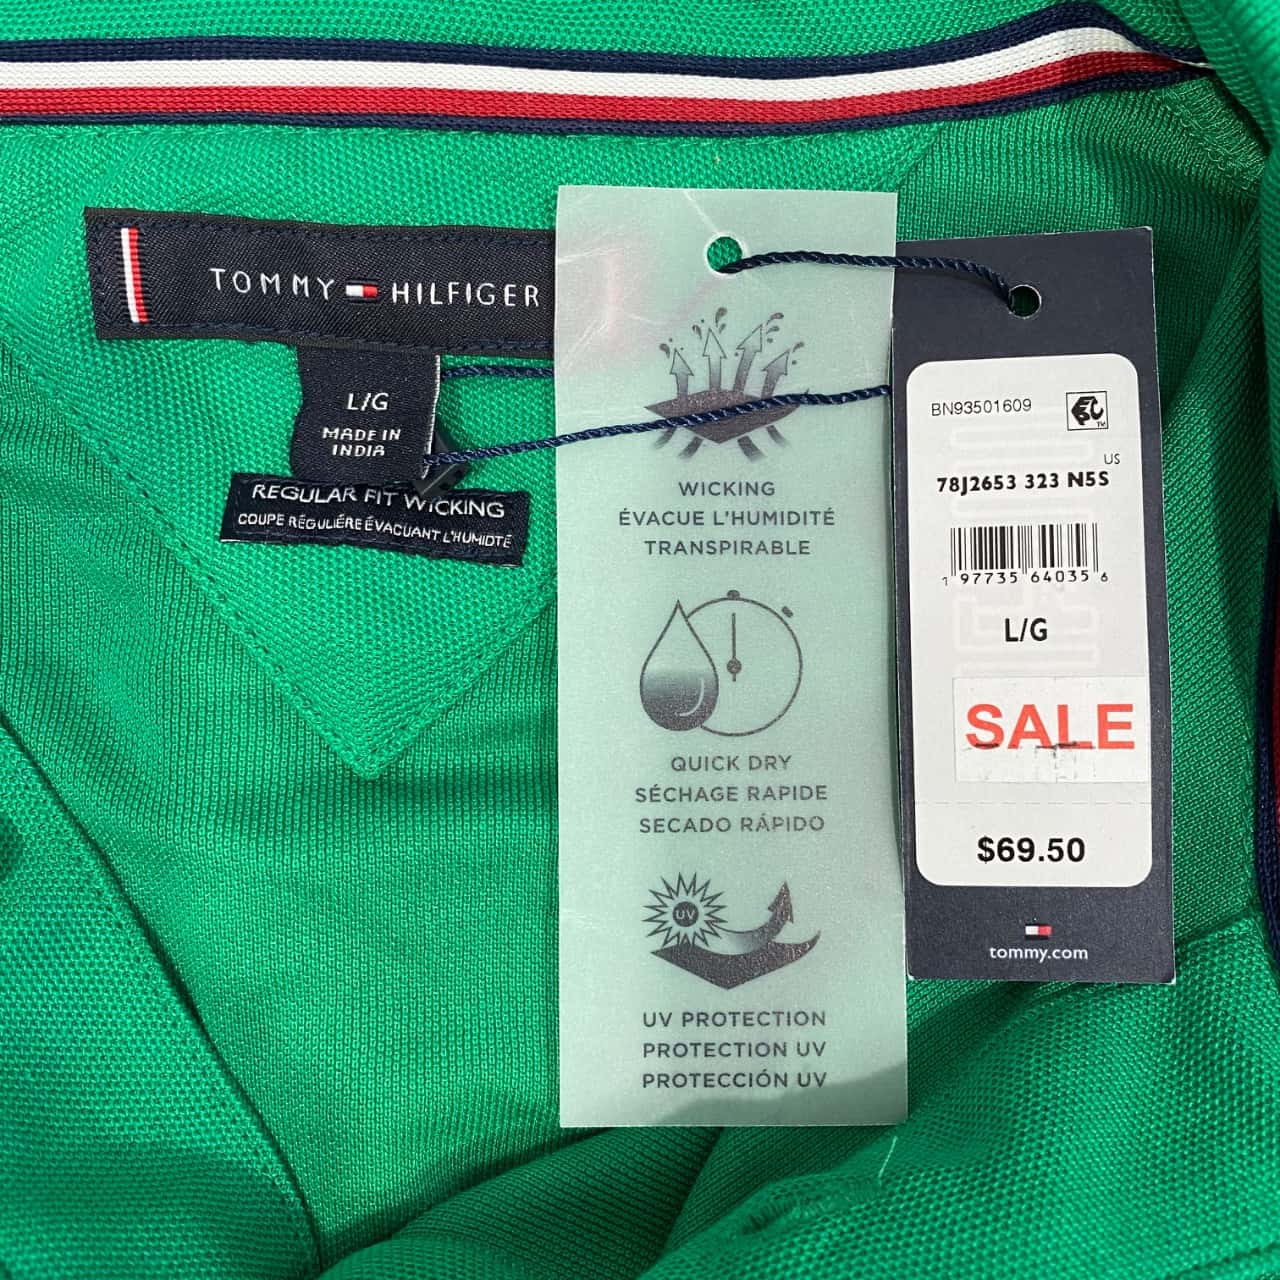 TOMMY HILFIGER
L/G
MADE IN
INDIA
REGULAR FIT WICKING
COUPE RÉGULIÈRE ÉVACUANT L'HUMIDTÉ
WICKING
ÉVACUE L'HUMIDITÉ
TRANSPIRABLE
QUICK DRY
SÉCHAGE RAPIDE
SECADO RÁPIDO
UV
UV PROTECTION
PROTECTION UV
PROTECCIÓN UV
BN93501609
TM
US
78J2653 323 N5S
1 97735 64035 6
L/G
SALE
$69.50
tommy.com